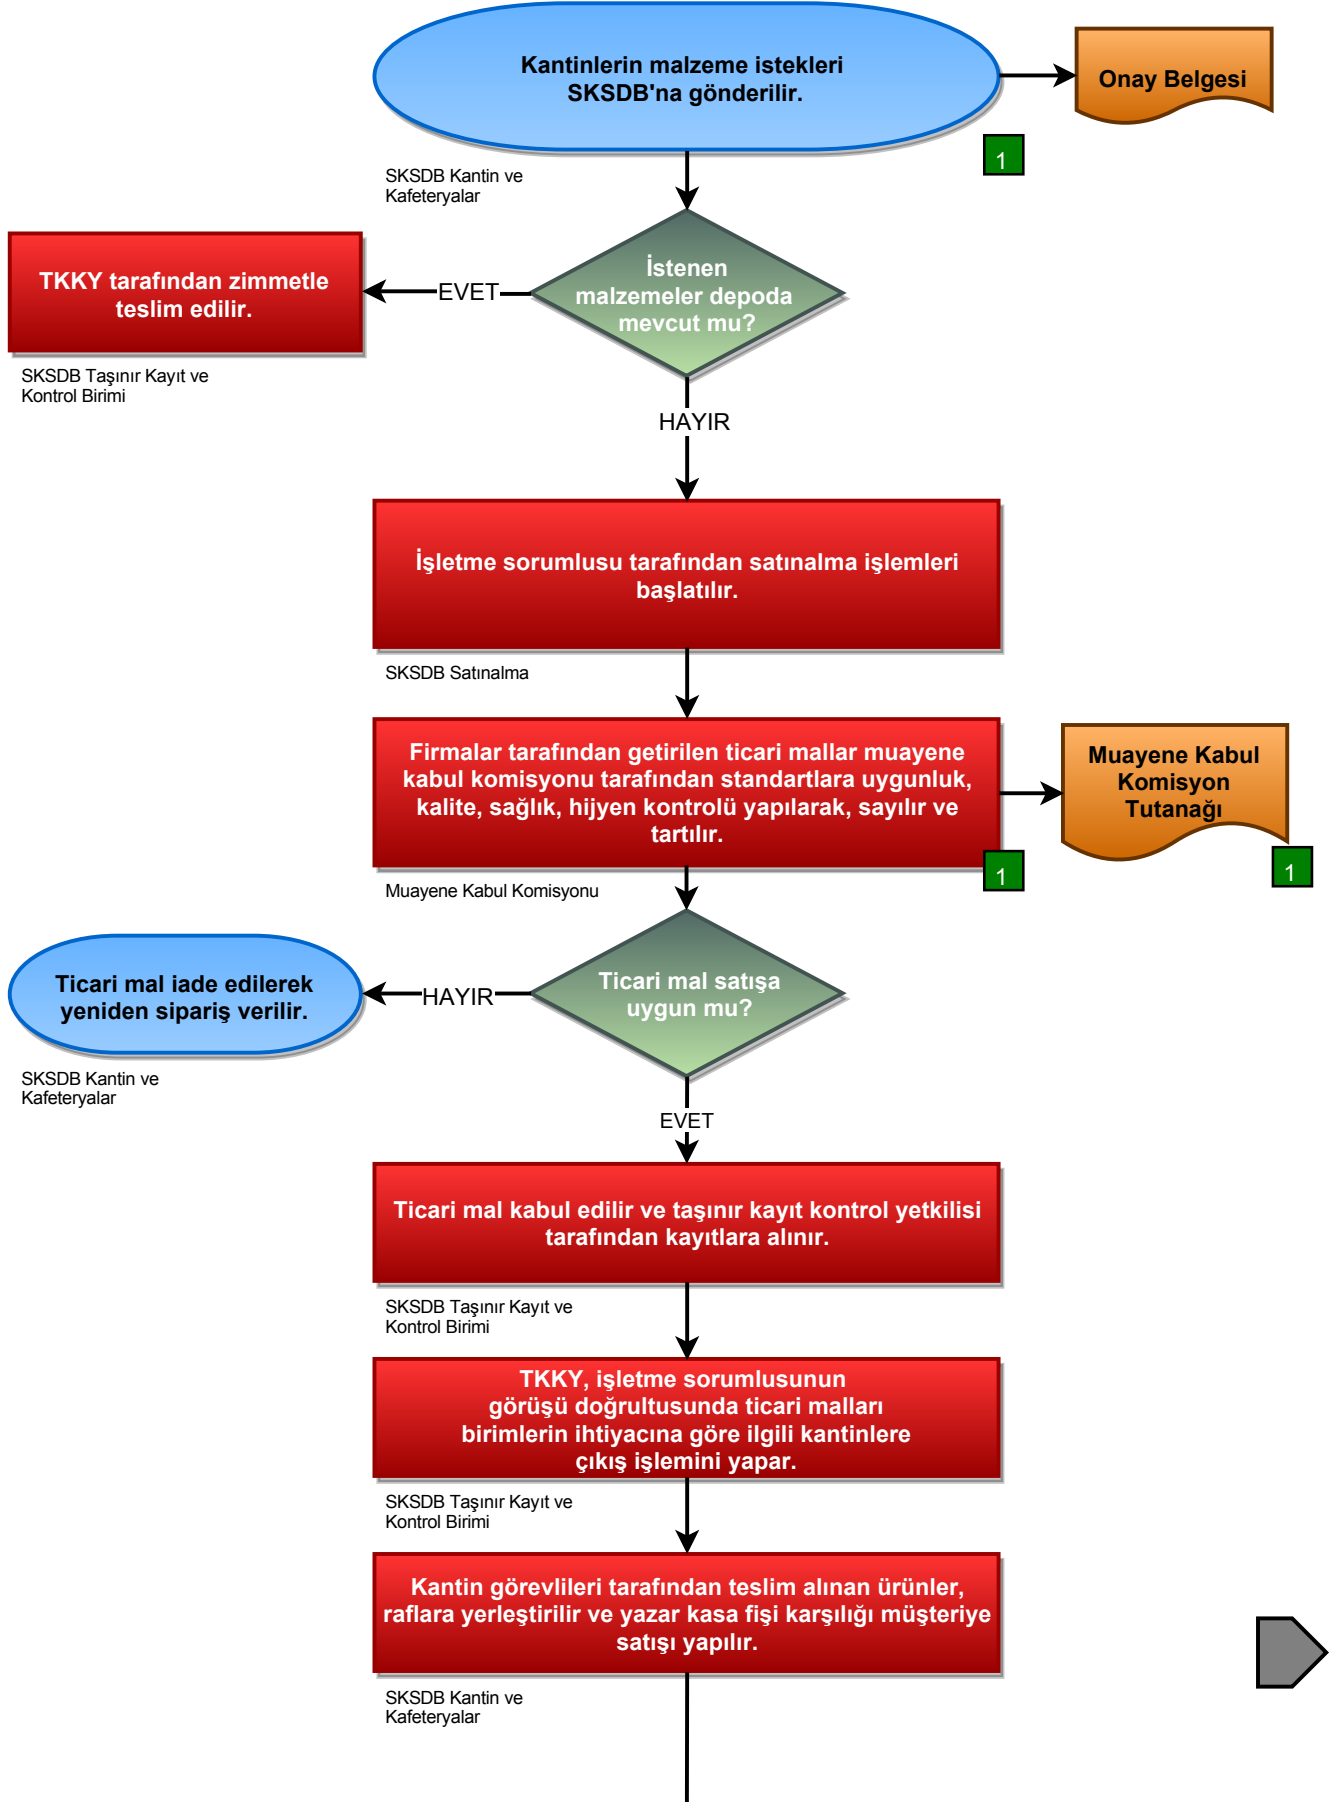 Kantinlerin malzeme istekleri
SKSDB'na gönderilir.
Onay Belgesi
1
SKSDB Kantin ve
Kafeteryalar
İstenen
malzemeler depoda
mevcut mu?
EVET
TKKY tarafından zimmetle
teslim edilir.
SKSDB Taşınır Kayıt ve
Kontrol Birimi
HAYIR
İşletme sorumlusu tarafından satınalma işlemleri
başlatılır.
SKSDB Satınalma
Firmalar tarafından getirilen ticari mallar muayene
kabul komisyonu tarafından standartlara uygunluk,
kalite, sağlık, hijyen kontrolü yapılarak, sayılır ve
tartılır.
Muayene Kabul
Komisyon
Tutanağı
1
1
Muayene Kabul Komisyonu
Ticari mal satışa
uygun mu?
HAYIR
Ticari mal iade edilerek
yeniden sipariş verilir.
SKSDB Kantin ve
Kafeteryalar
EVET
Ticari mal kabul edilir ve taşınır kayıt kontrol yetkilisi
tarafından kayıtlara alınır.
SKSDB Taşınır Kayıt ve
Kontrol Birimi
TKKY, işletme sorumlusunun
görüşü doğrultusunda ticari malları
birimlerin ihtiyacına göre ilgili kantinlere
çıkış işlemini yapar.
SKSDB Taşınır Kayıt ve
Kontrol Birimi
Kantin görevlileri tarafından teslim alınan ürünler,
raflara yerleştirilir ve yazar kasa fişi karşılığı müşteriye
satışı yapılır.
SKSDB Kantin ve
Kafeteryalar